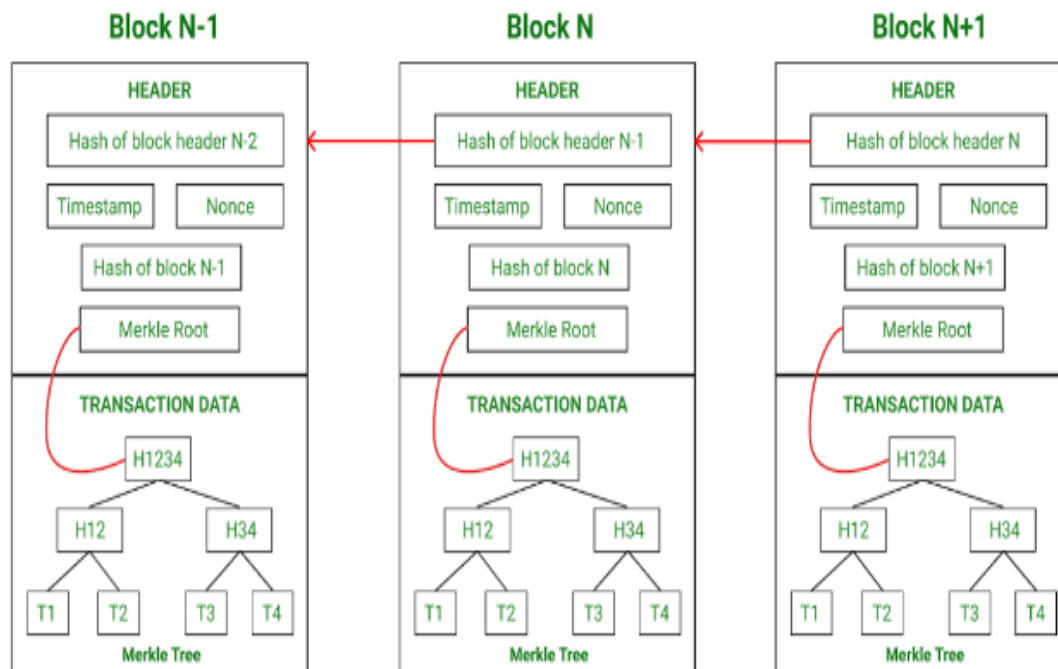 Block N-1
HEADER
Hash of block header N-2
Timestamp
Nonce
Hash of block N-1
Merkle Root
TRANSACTION DATA
H1234
H12
H34
T1
T2
T3
T4
Merkle Tree
Block N
HEADER
Hash of block header N-1
Timestamp
Nonce
Hash of block N
Merkle Root
TRANSACTION DATA
H1234
H12
H34
T1
T2
T3
T4
Merkle Tree
Block N+1
HEADER
Hash of block header N
Timestamp
Nonce
Hash of block N+1
Merkle Root
TRANSACTION DATA
H1234
H12
H34
T1
T2
T3
T4
Merkle Tree